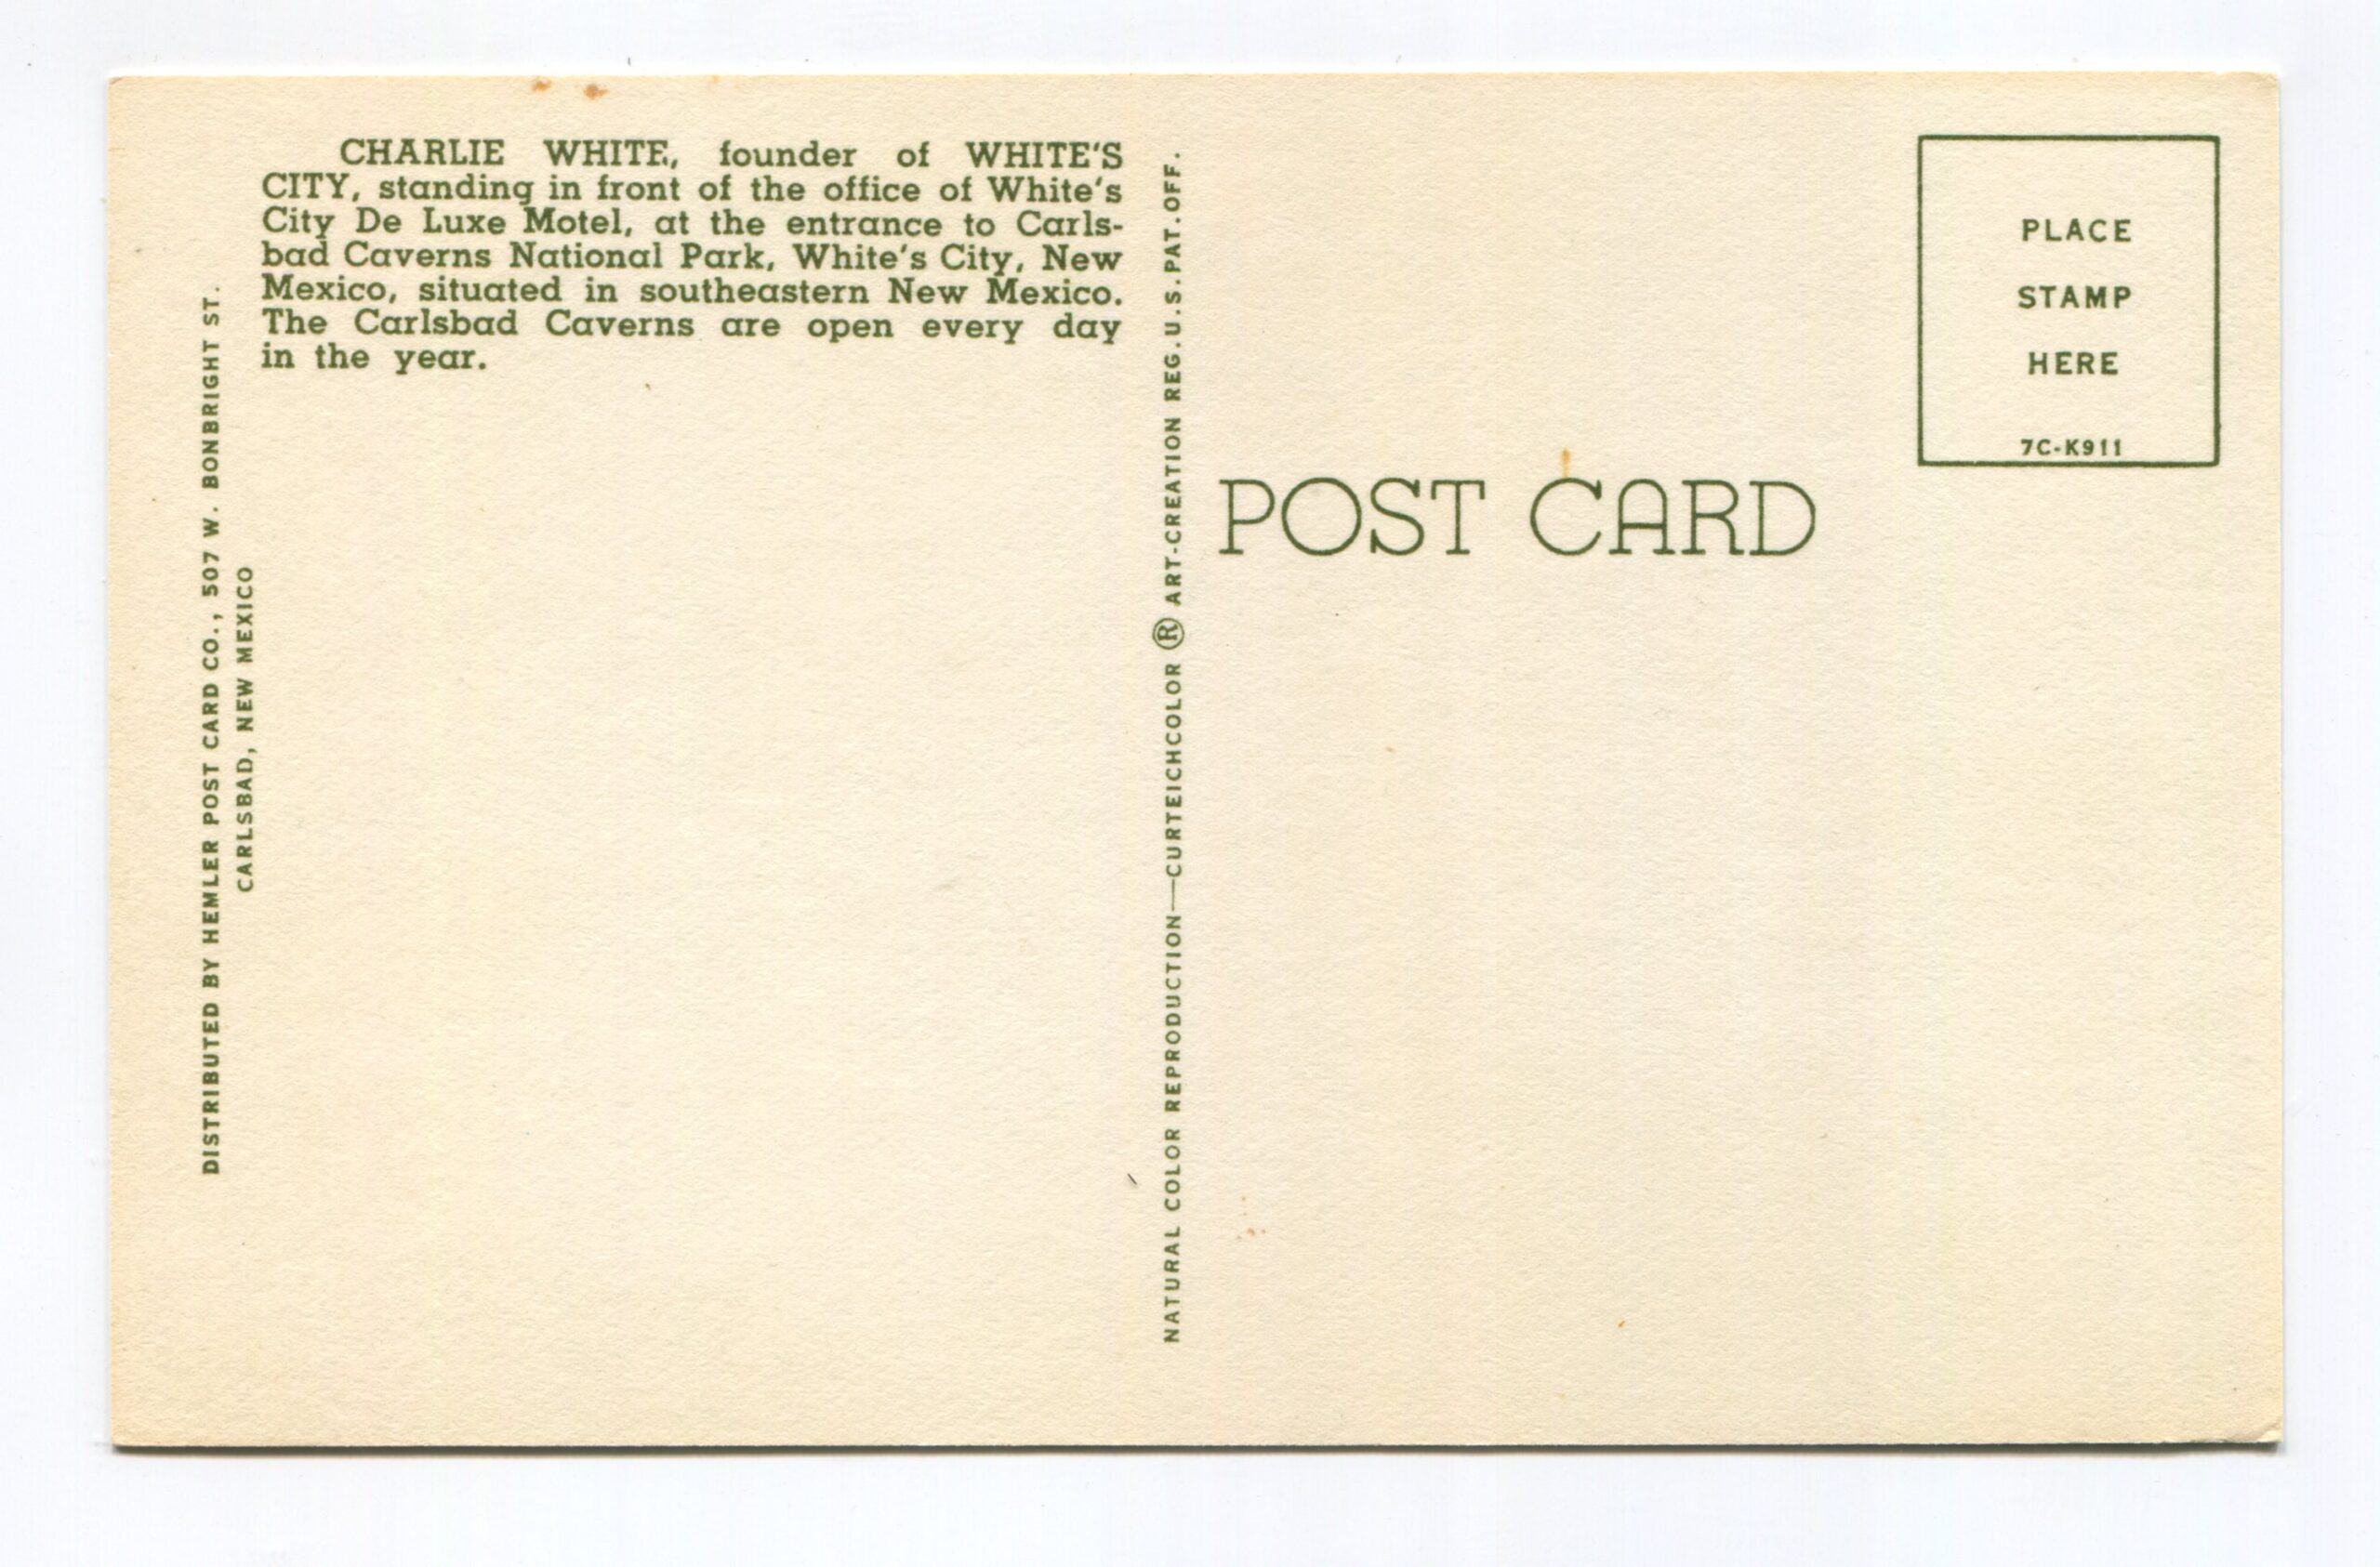 CHARLIE WHITE, founder of WHITE'S
CITY, standing in front of the office of White's
City De Luxe Motel, at the entrance to Carls-
bad Caverns National Park, White's City, New
Mexico, situated in southeastern New Mexico.
The Carlsbad Caverns are open every day
in the year.
DISTRIBUTED BY HEMLER POST CARD CO., 507 W. BONBRIGHT ST.
CARLSBAD, NEW MEXICO
NATURAL COLOR REPRODUCTION—CURTEICHCOLOR ® ART-CREATION REG.U.S.PAT.OFF.
POST CARD
PLACE
STAMP
HERE
7C-K911